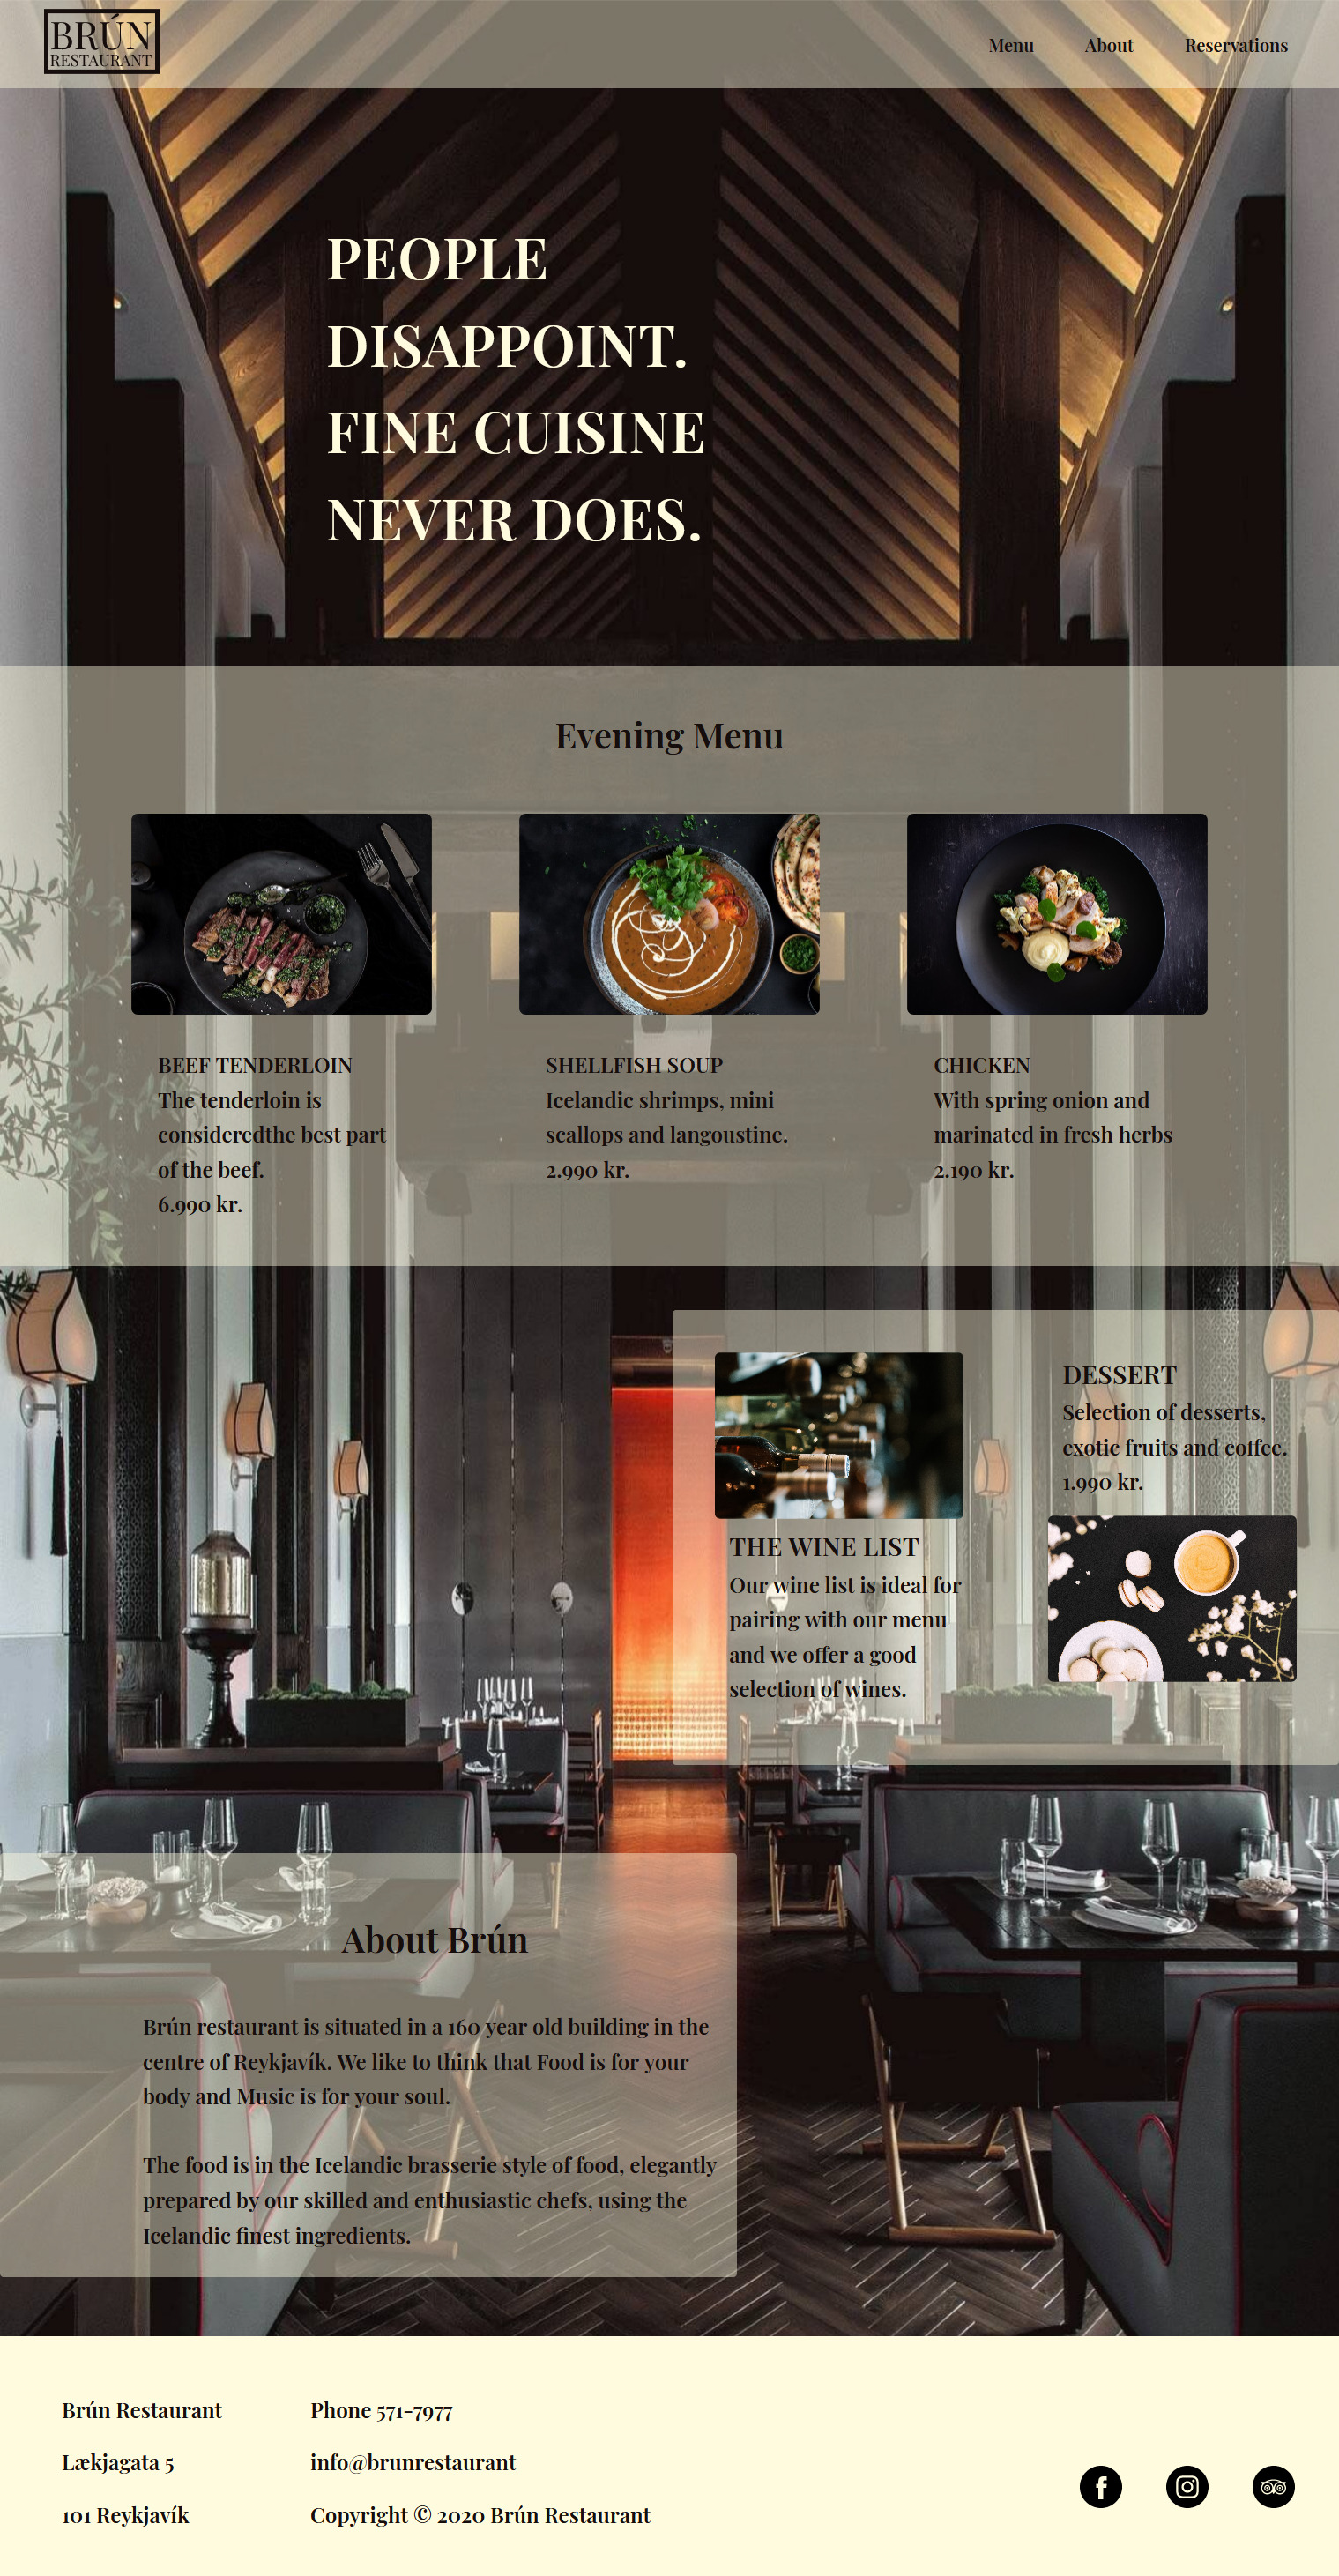 BRÚN
RESTAURANT
Menu About Reservations
PEOPLE
DISAPPOINT.
FINE CUISINE
NEVER DOES.
Evening Menu
BEEF TENDERLOIN
The tenderloin is
consideredthe best part
of the beef.
6.990 kr.
SHELLFISH SOUP
Icelandic shrimps, mini
scallops and langoustine.
2.990 kr.
CHICKEN
With spring onion and
marinated in fresh herbs
2.190 kr.
THE WINE LIST
Our wine list is ideal for
pairing with our menu
and we offer a good
selection of wines.
DESSERT
Selection of desserts,
exotic fruits and coffee.
1.990 kr.
About Brún
Brún restaurant is situated in a 160 year old building in the
centre of Reykjavík. We like to think that Food is for your
body and Music is for your soul.
The food is in the Icelandic brasserie style of food, elegantly
prepared by our skilled and enthusiastic chefs, using the
Icelandic finest ingredients.
Brún Restaurant
Lækjagata 5
101 Reykjavík
Phone 571-7977
info@brunrestaurant
Copyright © 2020 Brún Restaurant